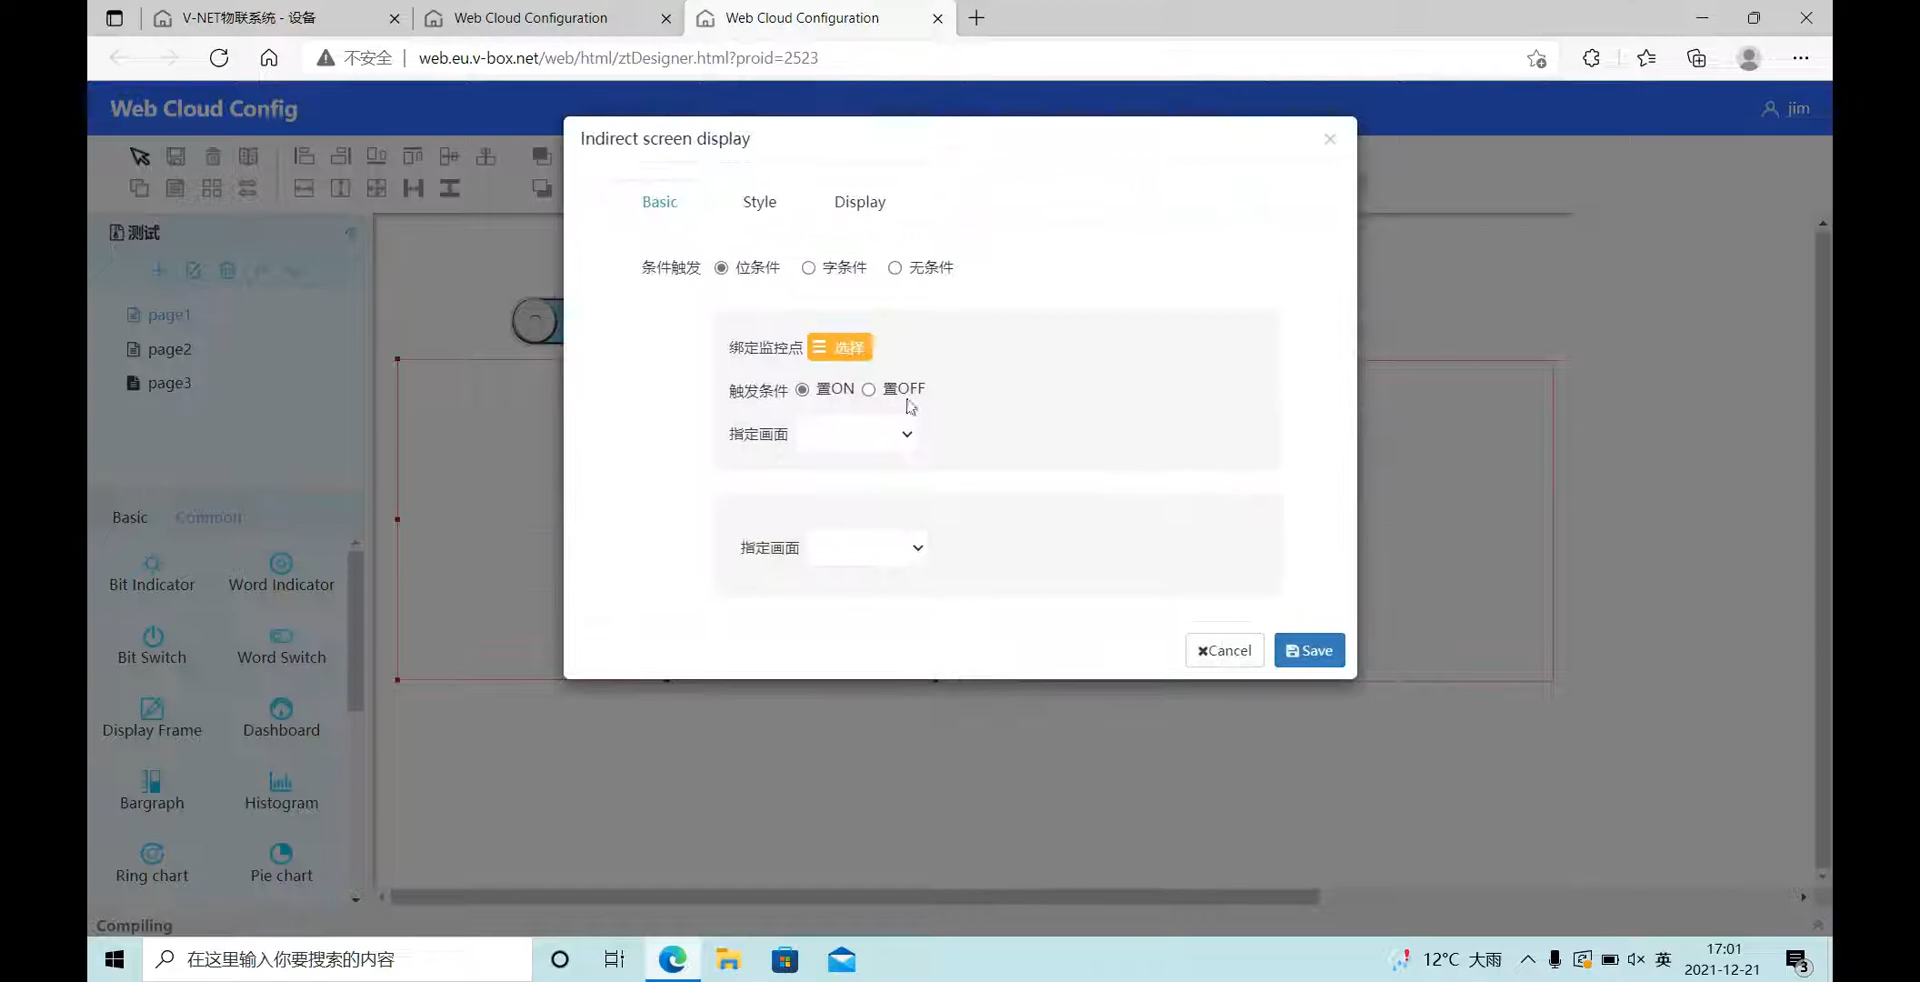 V-NET物联系统 - 设备
Web Cloud Configuration
Web Cloud Configuration
不安全
web.eu.v-box.net/web/html/ztDesigner.html?proid=2523
Web Cloud Config
jim
Indirect screen display
Basic
Style
Display
测试
page1
page2
page3
条件触发
位条件
字条件
无条件
绑定监控点
选择
触发条件
置ON
置OFF
指定画面
指定画面
Cancel
Save
Basic
Common
Bit Indicator
Word Indicator
Bit Switch
Word Switch
Display Frame
Dashboard
Bargraph
Histogram
Ring chart
Pie chart
Compiling
在这里输入你要搜索的内容
12°C 大雨
英
17:01
2021-12-21
3